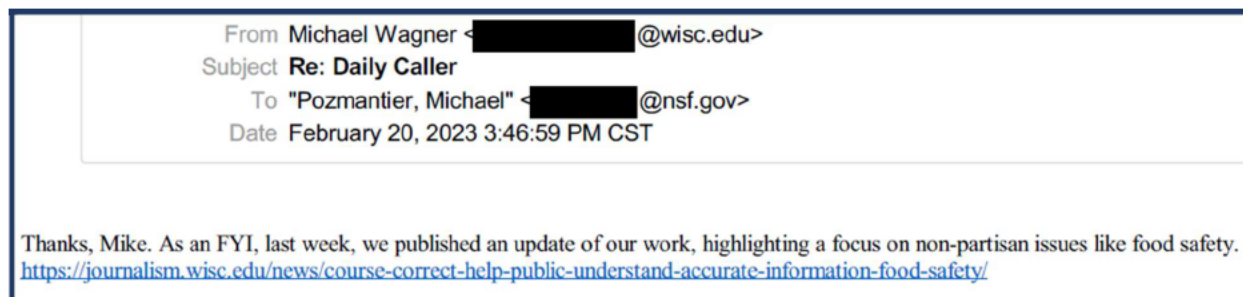 From Michael Wagner < @wisc.edu>
Subject Re: Daily Caller
To "Pozmantier, Michael" < @nsf.gov>
Date February 20, 2023 3:46:59 PM CST
Thanks, Mike. As an FYI, last week, we published an update of our work, highlighting a focus on non-partisan issues like food safety.
https://journalism.wisc.edu/news/course-correct-help-public-understand-accurate-information-food-safety/